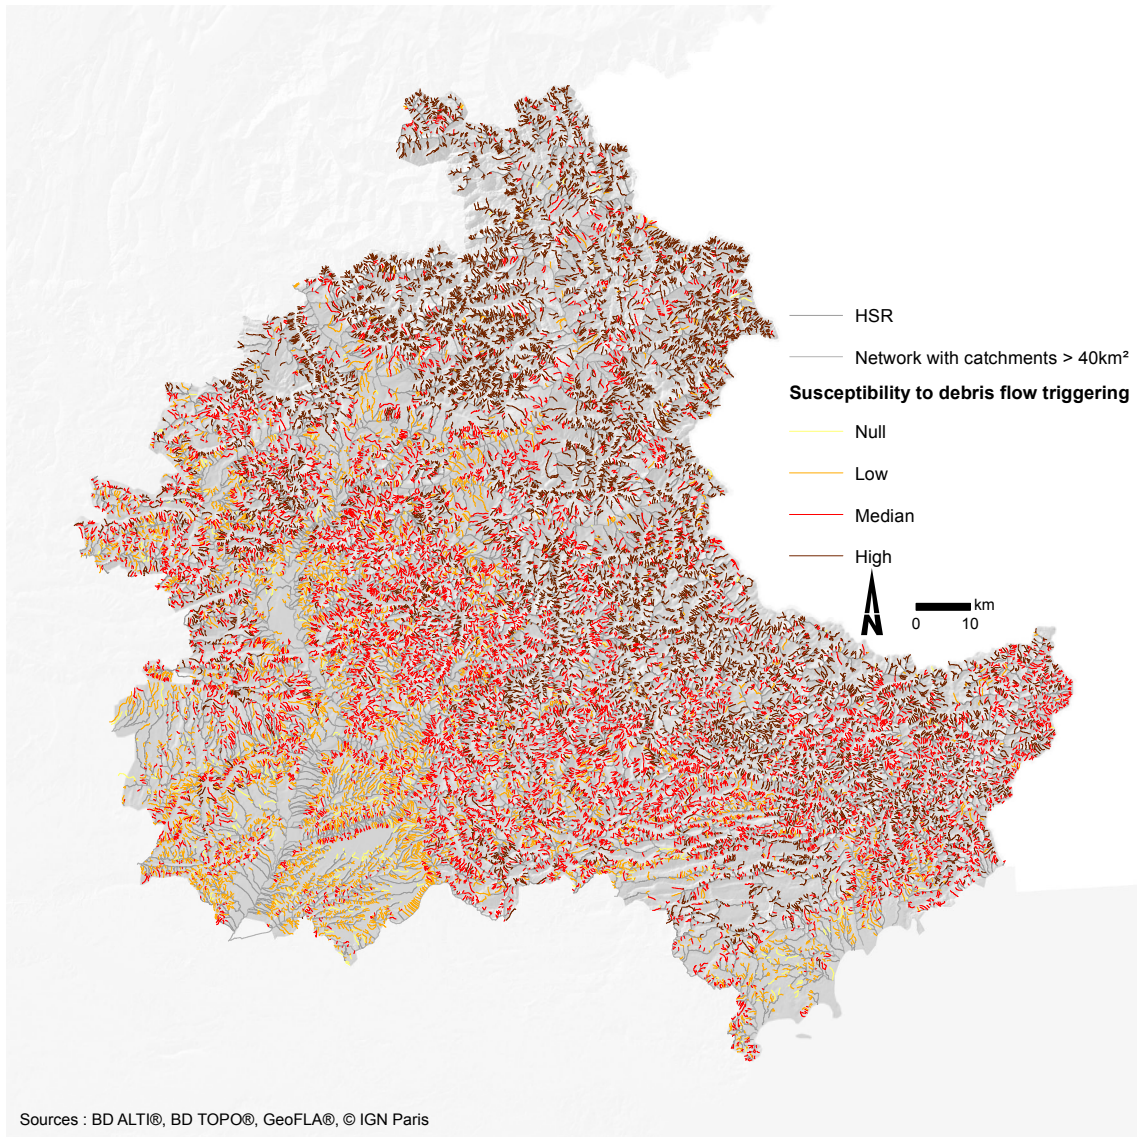 HSR
Network with catchments > 40km²
Susceptibility to debris flow triggering
Null
Low
Median
High
N
km
0 10
Sources : BD ALTI®, BD TOPO®, GeoFLA®, © IGN Paris